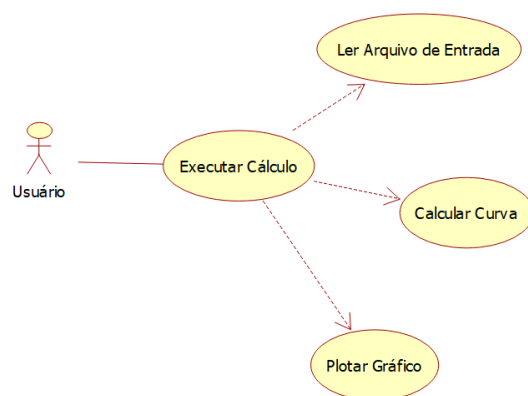 Ler Arquivo de Entrada
Executar Cálculo
Usuário
Calcular Curva
Plotar Gráfico